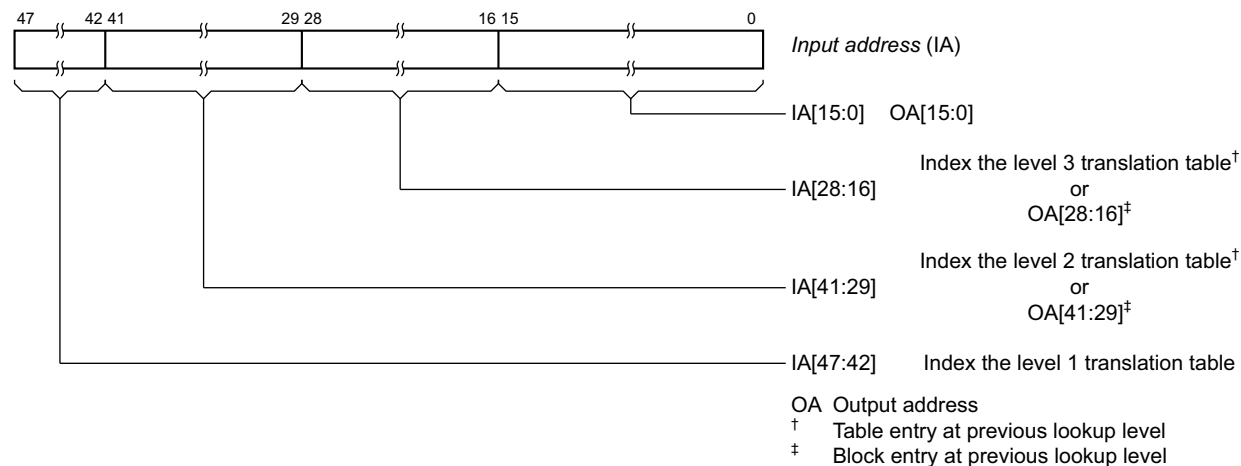 47 42 41 29 28 16 15 0
Input address (IA)
IA[15:0] OA[15:0]
Index the level 3 translation table†
IA[28:16] or
OA[28:16]‡
Index the level 2 translation table†
IA[41:29] or
OA[41:29]‡
IA[47:42] Index the level 1 translation table
OA Output address
† Table entry at previous lookup level
‡ Block entry at previous lookup level